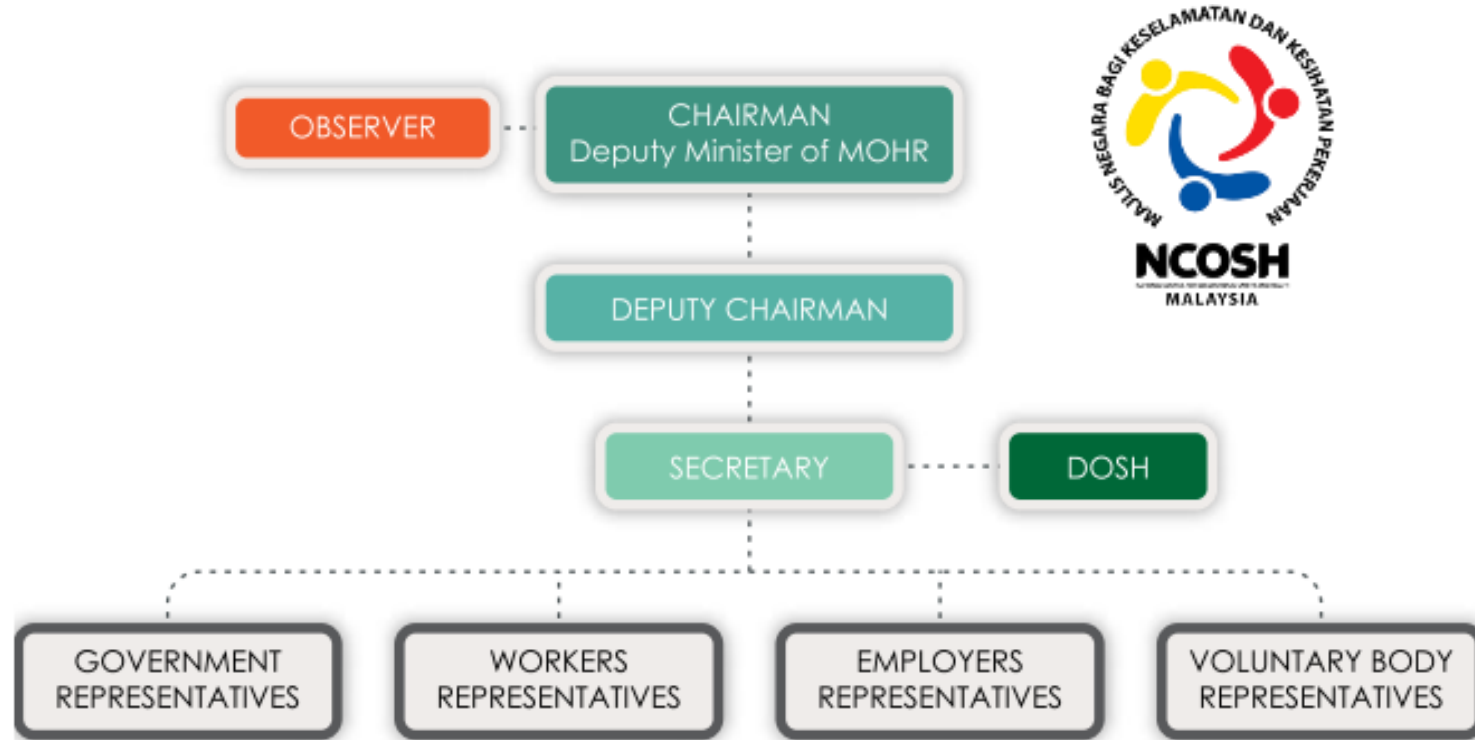 OBSERVER
CHAIRMAN
Deputy Minister of MOHR
MAJLIS NEGARA BAGI KESELAMATAN DAN KESIHATAN PEKERJAAN
NCOSH
MALAYSIA
DEPUTY CHAIRMAN
SECRETARY
DOSH
GOVERNMENT
REPRESENTATIVES
WORKERS
REPRESENTATIVES
EMPLOYERS
REPRESENTATIVES
VOLUNTARY BODY
REPRESENTATIVES